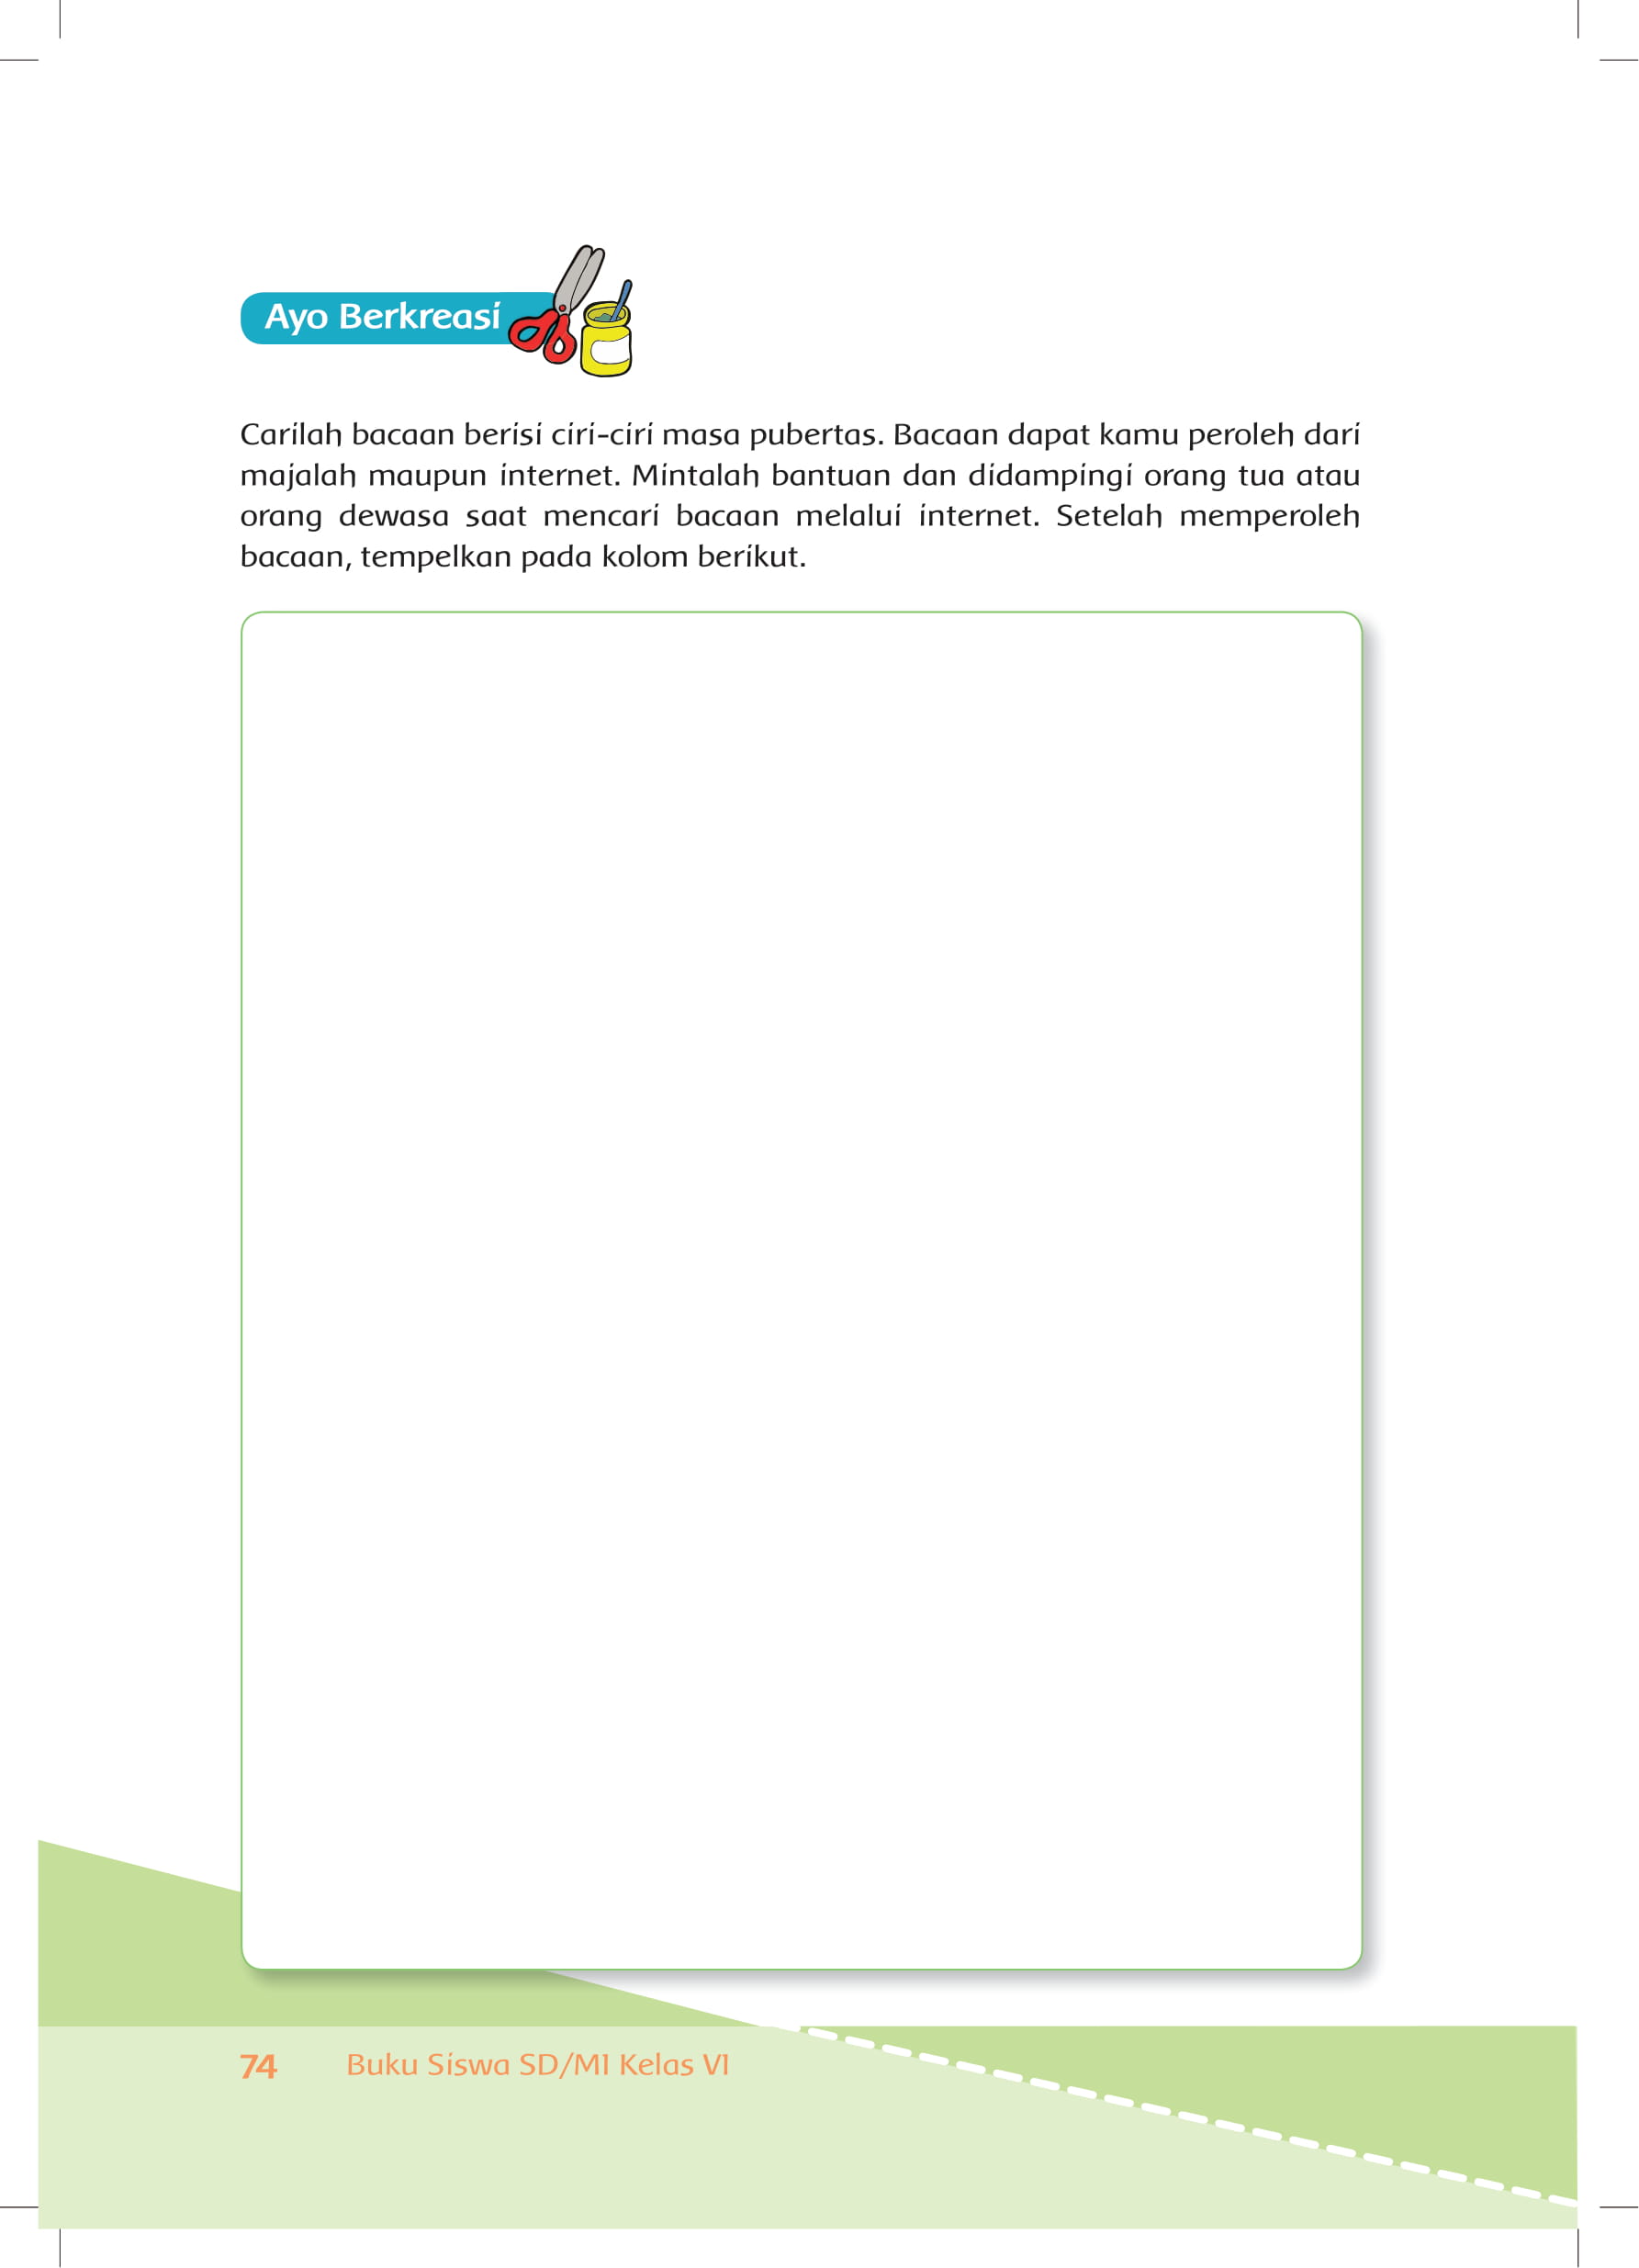 Ayo Berkreasi
Carilah bacaan berisi ciri-ciri masa pubertas. Bacaan dapat kamu peroleh dari
majalah maupun internet. Mintalah bantuan dan didampingi orang tua atau
orang dewasa saat mencari bacaan melalui internet. Setelah memperoleh
bacaan, tempelkan pada kolom berikut.
74 Buku Siswa SD/MI Kelas VI